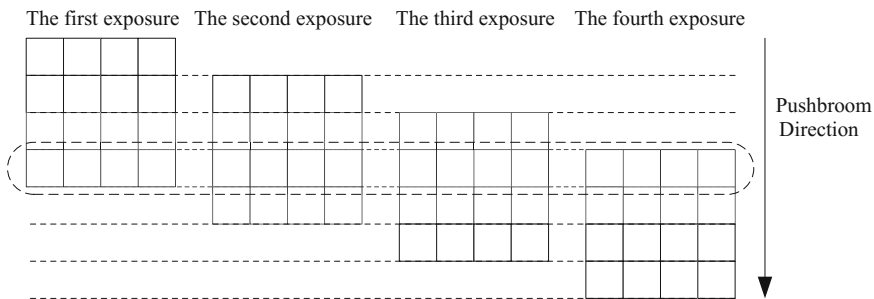 The first exposure
The second exposure
The third exposure
The fourth exposure
Pushbroom
Direction